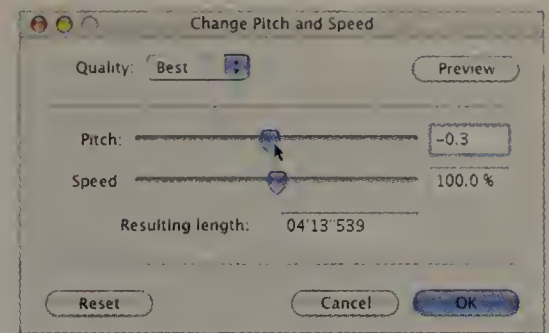 Change Pitch and Speed
Quality: Best Preview
Pitch: -0.3
Speed 100.0 %
Resulting length: 04'13"539
Reset Cancel OK